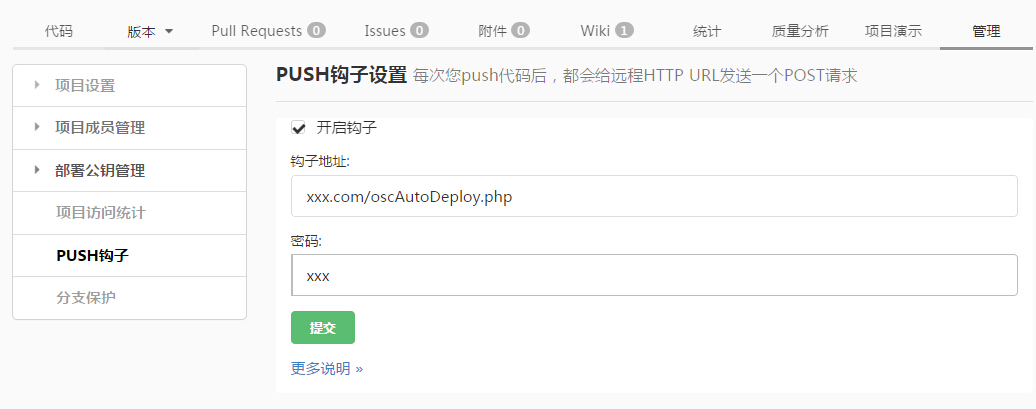 代码 版本 Pull Requests 0 Issues 0 附件 0 Wiki 1 统计 质量分析 项目演示 管理
项目设置
项目成员管理
部署公钥管理
项目访问统计
PUSH钩子
分支保护
PUSH钩子设置 每次您push代码后，都会给远程HTTP URL发送一个POST请求
开启钩子
钩子地址:
xxx.com/oscAutoDeploy.php
密码:
xxx
提交
更多说明 »